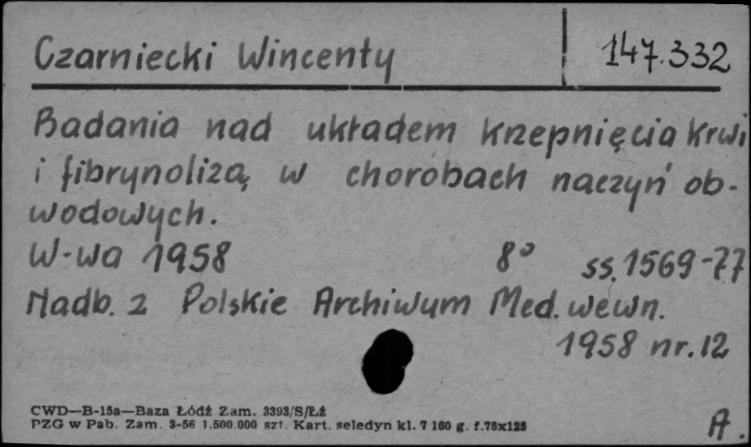 Czarniecki Wincenty 147.332
Badania nad układem krzepnięcia krwi
i fibrynolizą w chorobach naczyń ob-
wodowych.
W-wa 1958 8° ss. 1569-77
Nadb. z Polskie Archiwum Med. wewn.
1958 nr. 12
CWD—B-15a—Baza Łódź Zam. 3393/S/Łź
PZG w Pab. Zam. 3-56 1.500.000 szt. Kart. seledyn kl. 7 160 g. f.75x125
A.